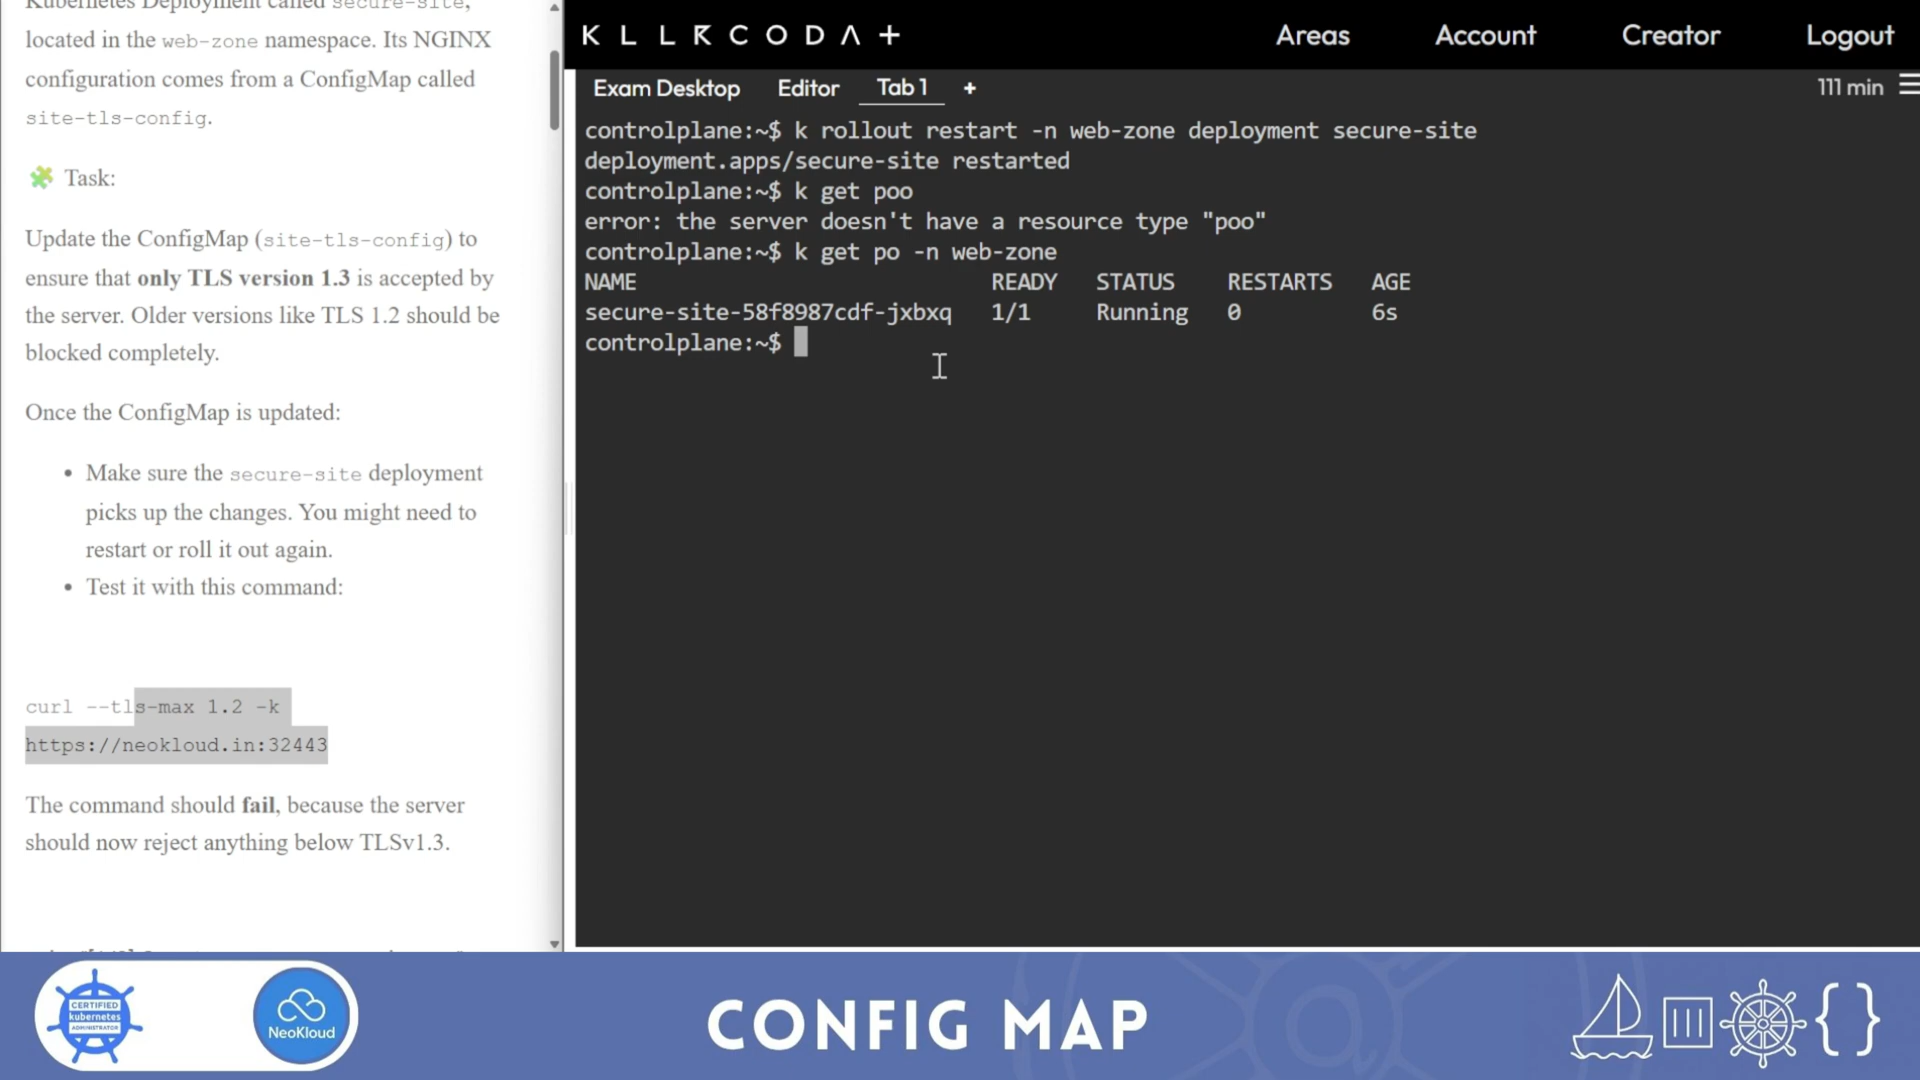 Kubernetes Deployment called secure-site,
located in the web-zone namespace. Its NGINX
configuration comes from a ConfigMap called
site-tls-config.
Task:
Update the ConfigMap (site-tls-config) to
ensure that only TLS version 1.3 is accepted by
the server. Older versions like TLS 1.2 should be
blocked completely.
Once the ConfigMap is updated:
• Make sure the secure-site deployment
picks up the changes. You might need to
restart or roll it out again.
• Test it with this command:
curl --tls-max 1.2 -k
https://neokloud.in:32443
The command should fail, because the server
should now reject anything below TLSv1.3.
KLLRCODA+
Areas
Account
Creator
Logout
Exam Desktop
Editor
Tab 1
+
111 min
controlplane:~$ k rollout restart -n web-zone deployment secure-site
deployment.apps/secure-site restarted
controlplane:~$ k get poo
error: the server doesn't have a resource type "poo"
controlplane:~$ k get po -n web-zone
NAME READY STATUS RESTARTS AGE
secure-site-58f8987cdf-jxbxq 1/1 Running 0 6s
controlplane:~$
CERTIFIED
kubernetes
ADMINISTRATOR
NeoKloud
CONFIG MAP
{ }